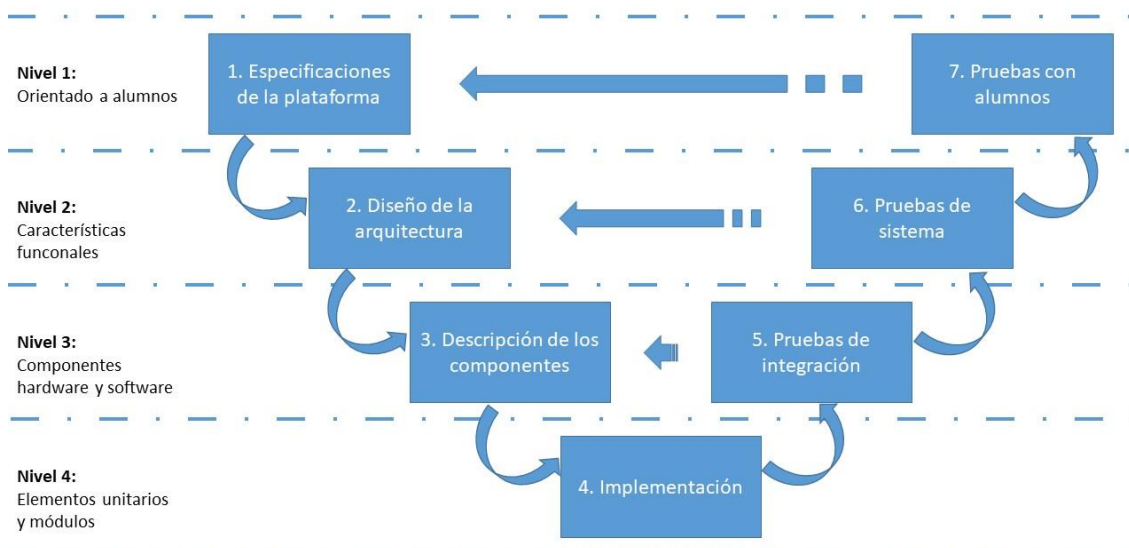 Nivel 1:
Orientado a alumnos
1. Especificaciones
de la plataforma
7. Pruebas con
alumnos
Nivel 2:
Características
funconales
2. Diseño de la
arquitectura
6. Pruebas de
sistema
Nivel 3:
Componentes
hardware y software
3. Descripción de los
componentes
5. Pruebas de
integración
Nivel 4:
Elementos unitarios
y módulos
4. Implementación